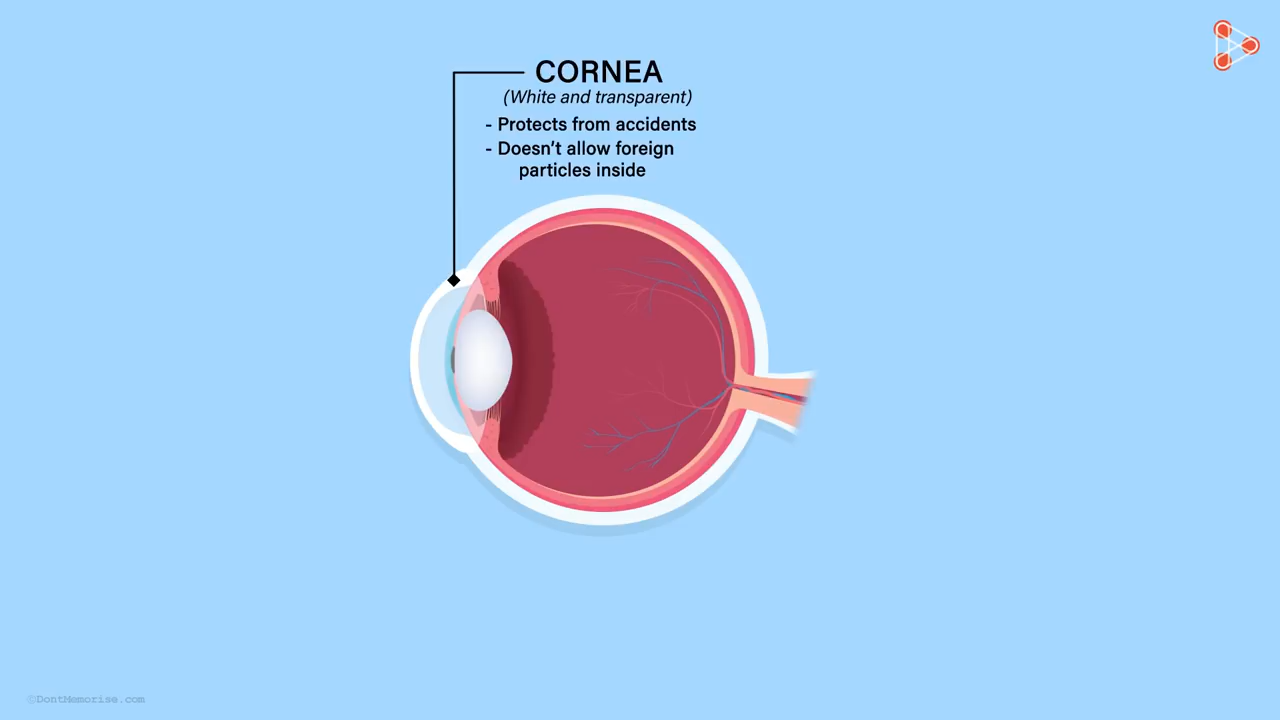 CORNEA
(White and transparent)
- Protects from accidents
- Doesn't allow foreign
particles inside
©DontMemorise.com